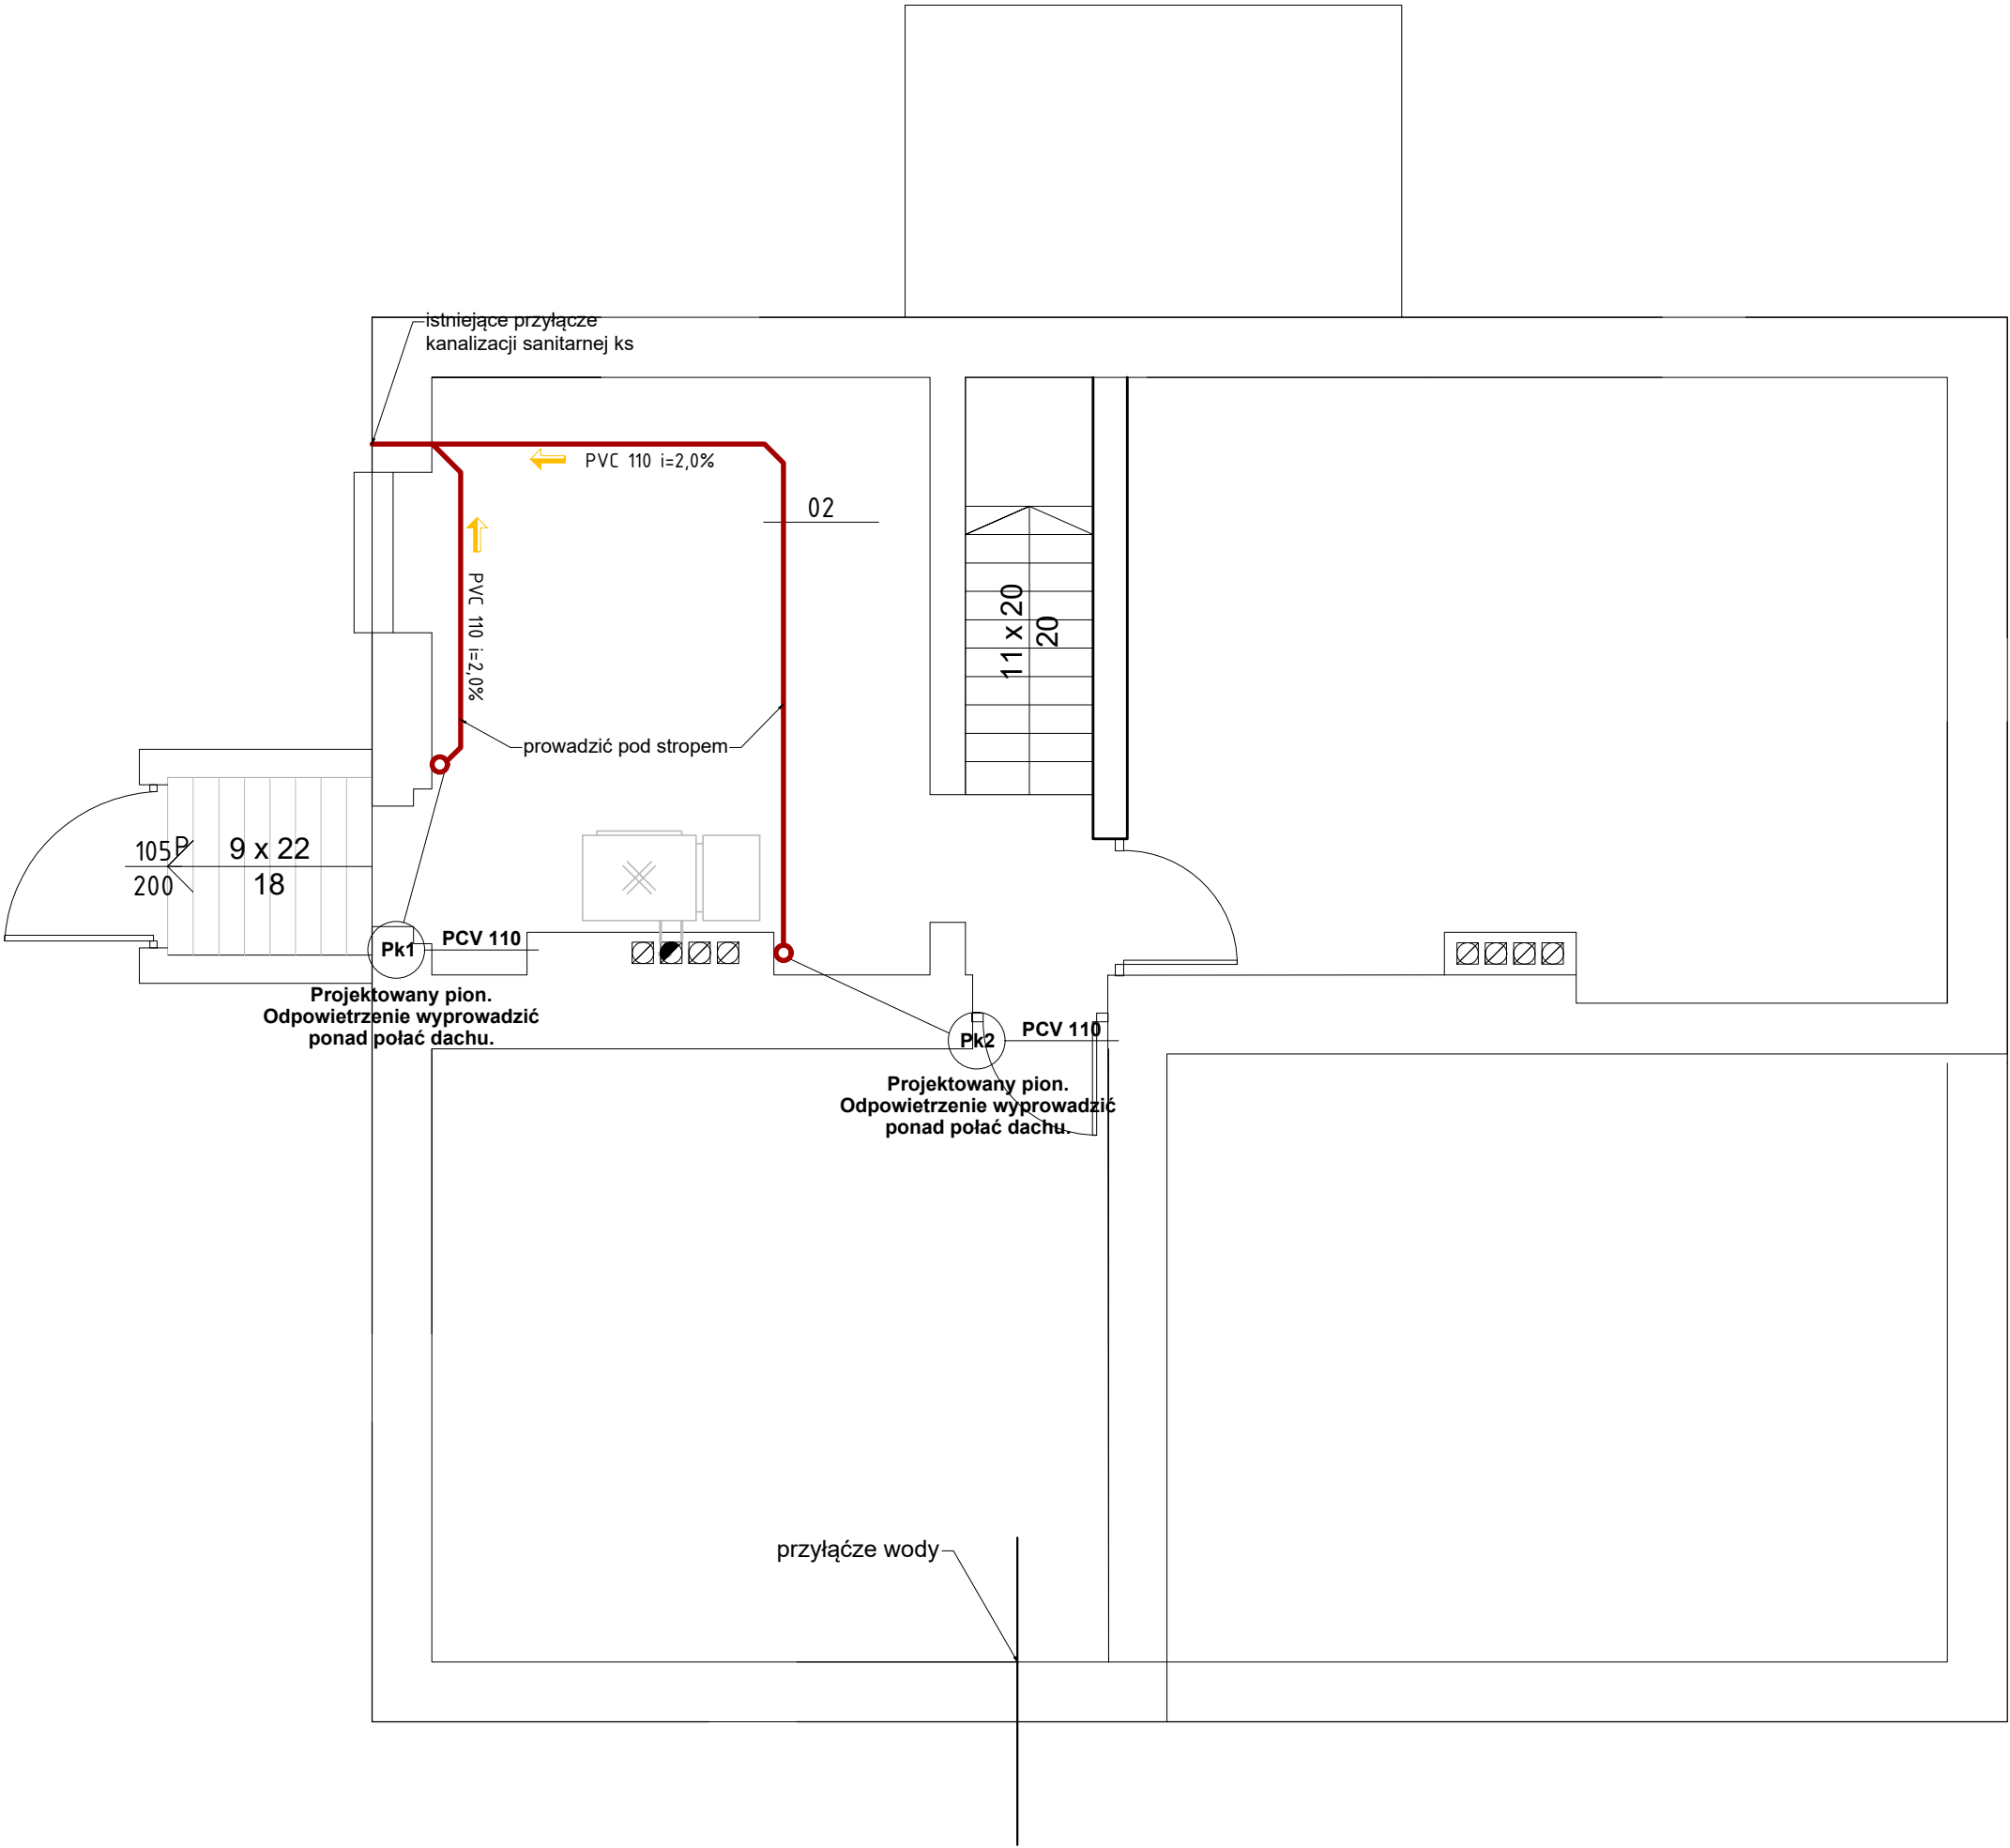 istniejące przyłącze
kanalizacji sanitarnej ks
PVC 110 i=2,0%
02
PVC 110 i=2,0%
11 x 20
20
prowadzić pod stropem
105
P
200
9 x 22
18
Pk1
PCV 110
Projektowany pion.
Odpowietrzenie wyprowadzić
ponad połać dachu.
Pk2
PCV 110
Projektowany pion.
Odpowietrzenie wyprowadzić
ponad połać dachu.
przyłąćze wody